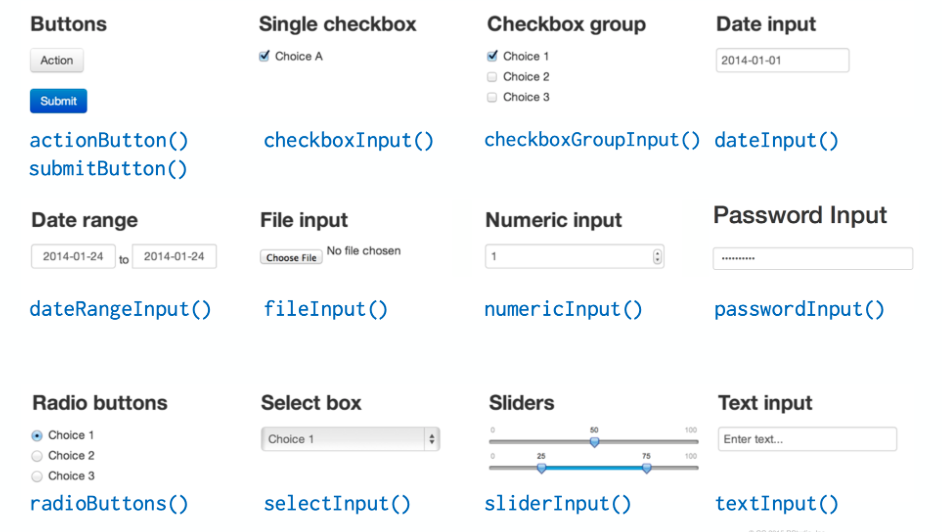 Buttons
Single checkbox
Checkbox group
Date input
Action
Choice A
Choice 1
2014-01-01
Choice 2
Submit
Choice 3
actionButton()
checkboxInput()
checkboxGroupInput()
dateInput()
submitButton()
Date range
File input
Numeric input
Password Input
2014-01-24 to 2014-01-24
Choose File No file chosen
1
••••••••••
dateRangeInput()
fileInput()
numericInput()
passwordInput()
Radio buttons
Select box
Sliders
Text input
Choice 1
Choice 2
Choice 3
Choice 1
0 50 100
0 25 75 100
Enter text...
radioButtons()
selectInput()
sliderInput()
textInput()